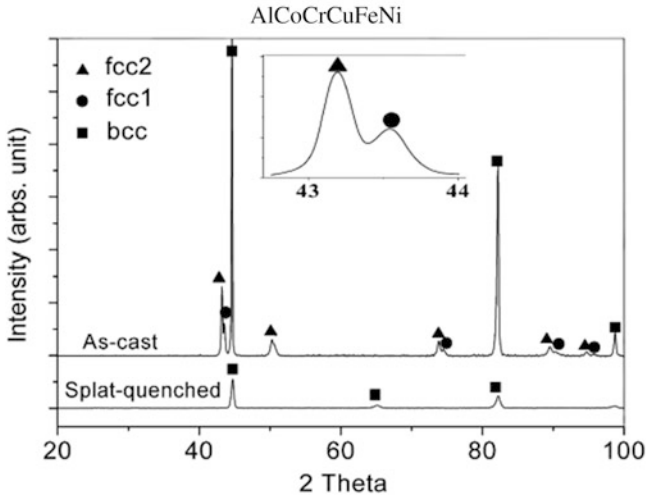 AlCoCrCuFeNi
fcc2
fcc1
bcc
43 44
Intensity (arbs. unit)
As-cast
Splat-quenched
20 40 60 80 100
2 Theta